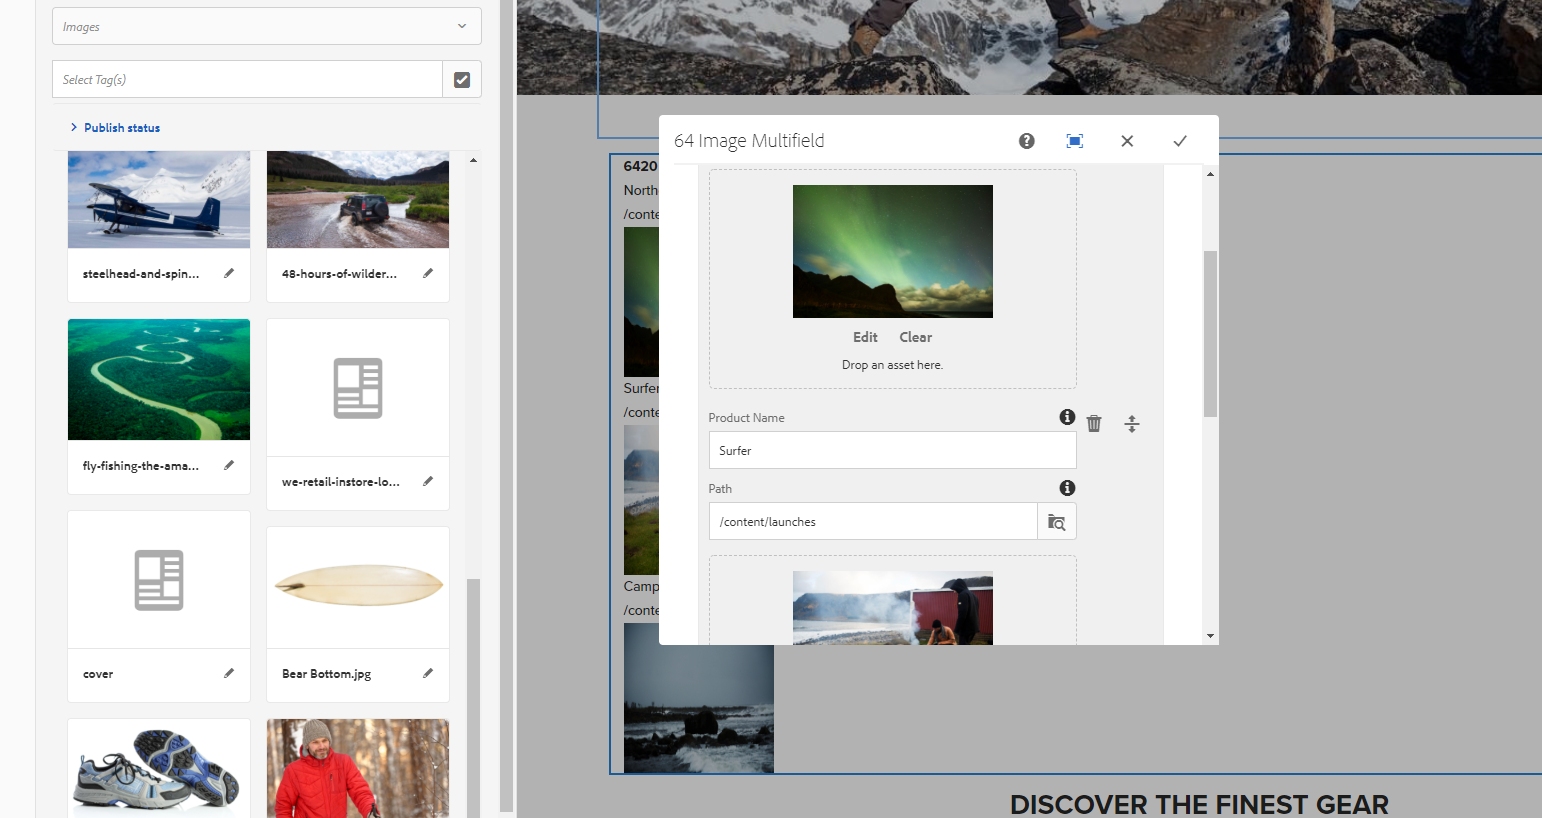 Images
Select Tag(s)
Publish status
steelhead-and-spin...
48-hours-of-wilder...
fly-fishing-the-ama...
we-retail-instore-lo...
cover
Bear Bottom.jpg
64 Image Multifield
6420
North
/conte
Surfer
/conte
Camp
/conte
Edit Clear
Drop an asset here.
Product Name
Surfer
Path
/content/launches
DISCOVER THE FINEST GEAR